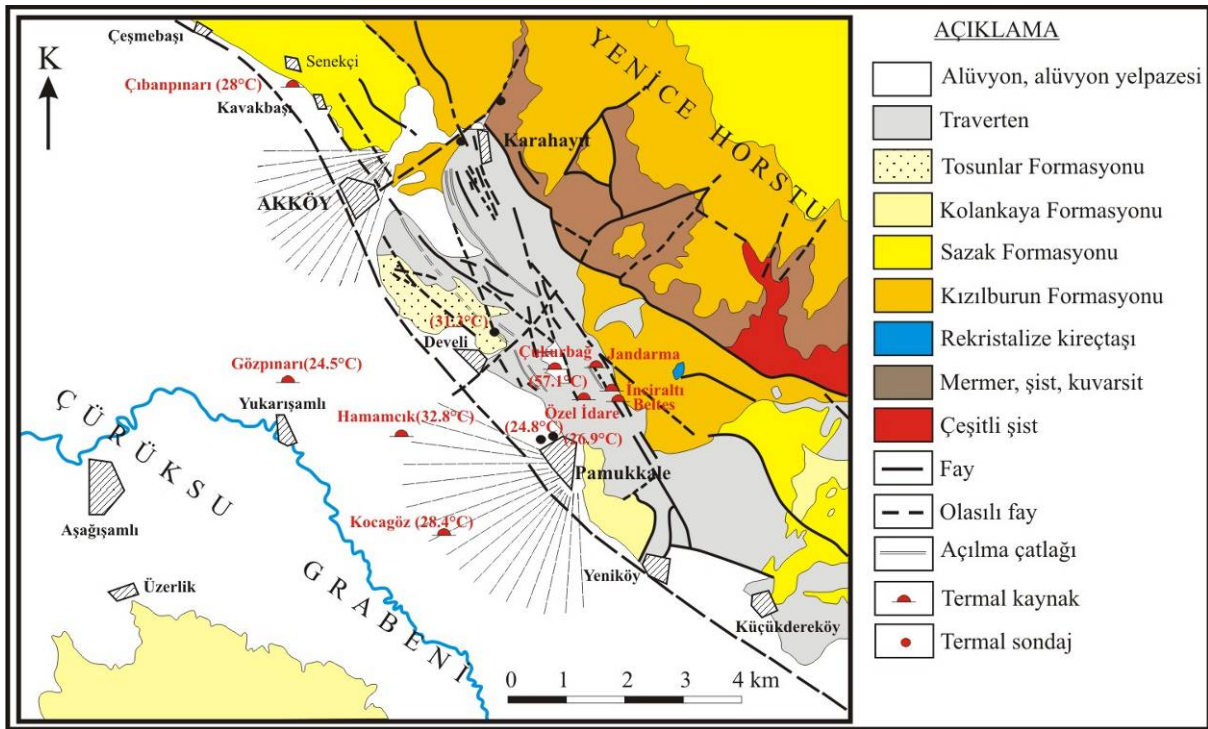 Çeşmebaşı
K
Senekçi
Çıbanpınarı (28°C)
Kavakbaşı
Karahayıt
YENİCE HORSTU
AKKÖY
(31.2°C)
Develi
Çukurbağ
Jandarma
Gözpınarı(24.5°C)
(57.1°C)
İnciraltı
Beltes
Yukarışamlı
Hamamcık(32.8°C)
Özel İdare
(24.8°C)
(26.9°C)
Pamukkale
ÇÜRÜKSU
GRABENİ
Aşağışamlı
Kocagöz (28.4°C)
Yeniköy
Üzerlik
Küçükdereköy
0 1 2 3 4 km
AÇIKLAMA
Alüvyon, alüvyon yelpazesi
Traverten
Tosunlar Formasyonu
Kolankaya Formasyonu
Sazak Formasyonu
Kızılburun Formasyonu
Rekristalize kireçtaşı
Mermer, şist, kuvarsit
Çeşitli şist
Fay
Olasılı fay
Açılma çatlağı
Termal kaynak
Termal sondaj